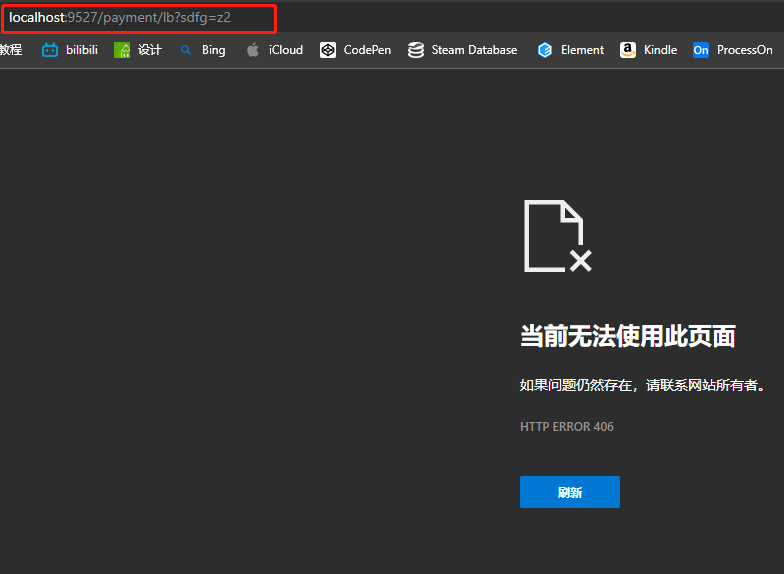 localhost:9527/payment/lb?sdfg=z2
教程 bilibili 设计 Bing iCloud CodePen Steam Database Element Kindle On ProcessOn
当前无法使用此页面
如果问题仍然存在，请联系网站所有者。
HTTP ERROR 406
刷新